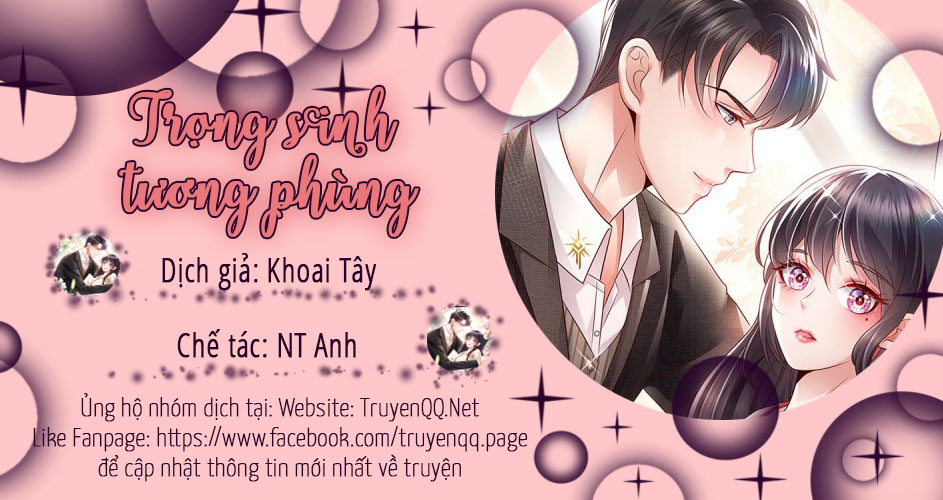 Trọng sinh
tương phùng
Dịch giả: Khoai Tây
Chế tác: NT Anh
Ủng hộ nhóm dịch tại: Website: TruyenQQ.Net
Like Fanpage: https://www.facebook.com/truyenqq.page
để cập nhật thông tin mới nhất về truyện